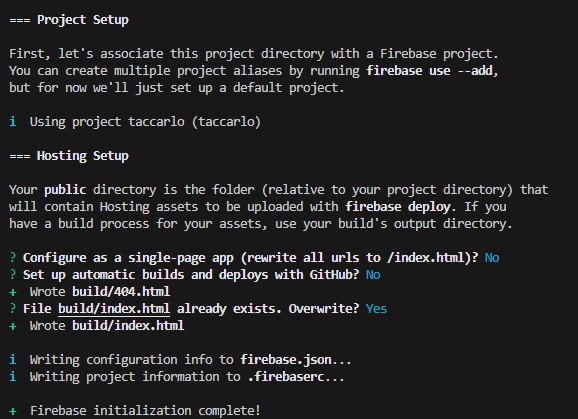 === Project Setup
First, let's associate this project directory with a Firebase project.
You can create multiple project aliases by running firebase use --add,
but for now we'll just set up a default project.
i  Using project taccarlo (taccarlo)
=== Hosting Setup
Your public directory is the folder (relative to your project directory) that
will contain Hosting assets to be uploaded with firebase deploy. If you
have a build process for your assets, use your build's output directory.
? Configure as a single-page app (rewrite all urls to /index.html)? No
? Set up automatic builds and deploys with GitHub? No
+  Wrote build/404.html
? File build/index.html already exists. Overwrite? Yes
+  Wrote build/index.html
i  Writing configuration info to firebase.json...
i  Writing project information to .firebaserc...
+  Firebase initialization complete!